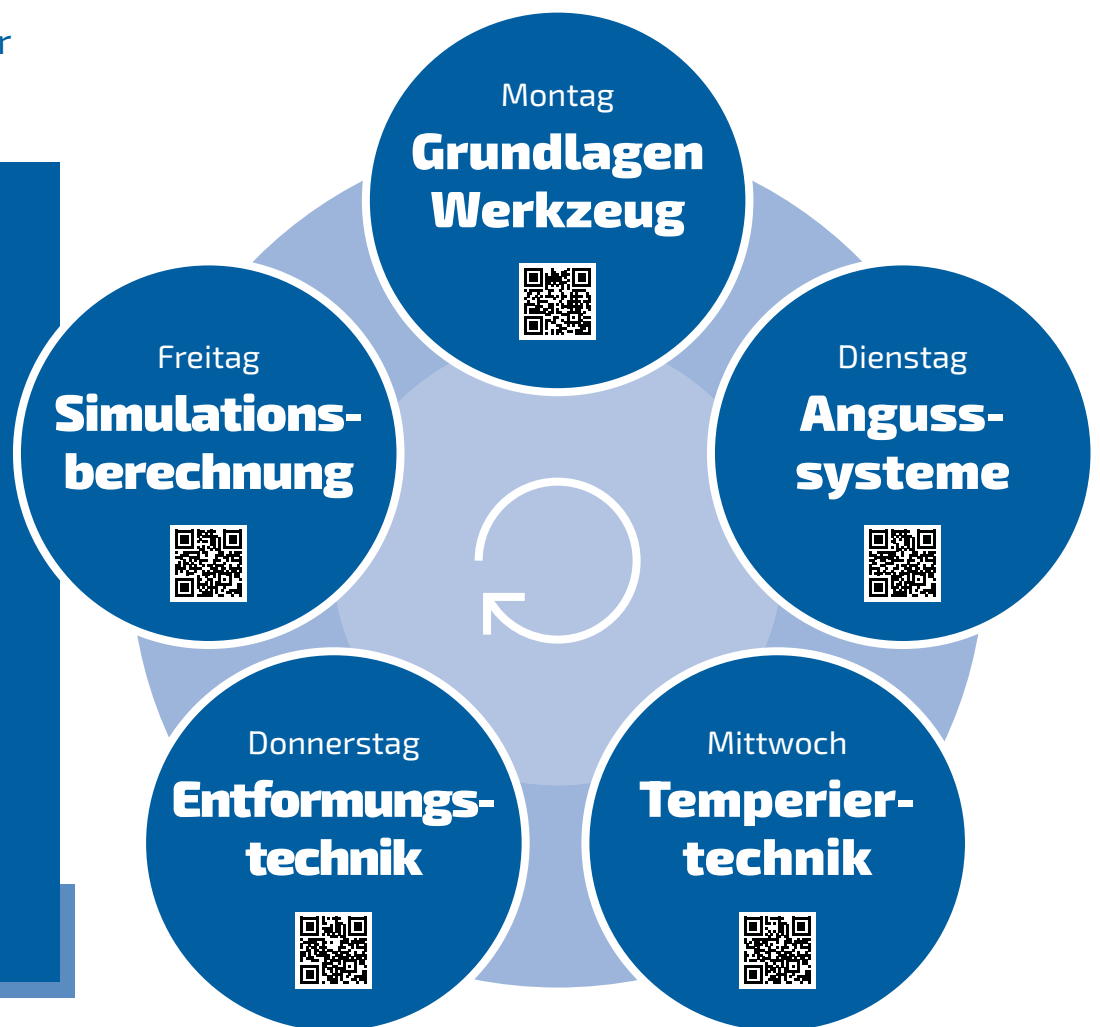 r
Montag
Grundlagen
Werkzeug
Dienstag
Anguss-
systeme
Mittwoch
Temperier-
technik
Donnerstag
Entformungs-
technik
Freitag
Simulations-
berechnung